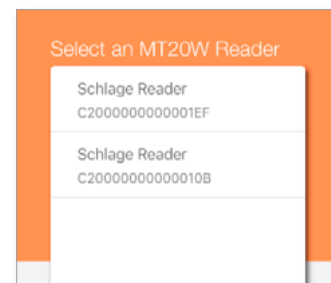 Select an MT20W Reader
Schlage Reader
C2000000000001EF
Schlage Reader
C20000000000010B